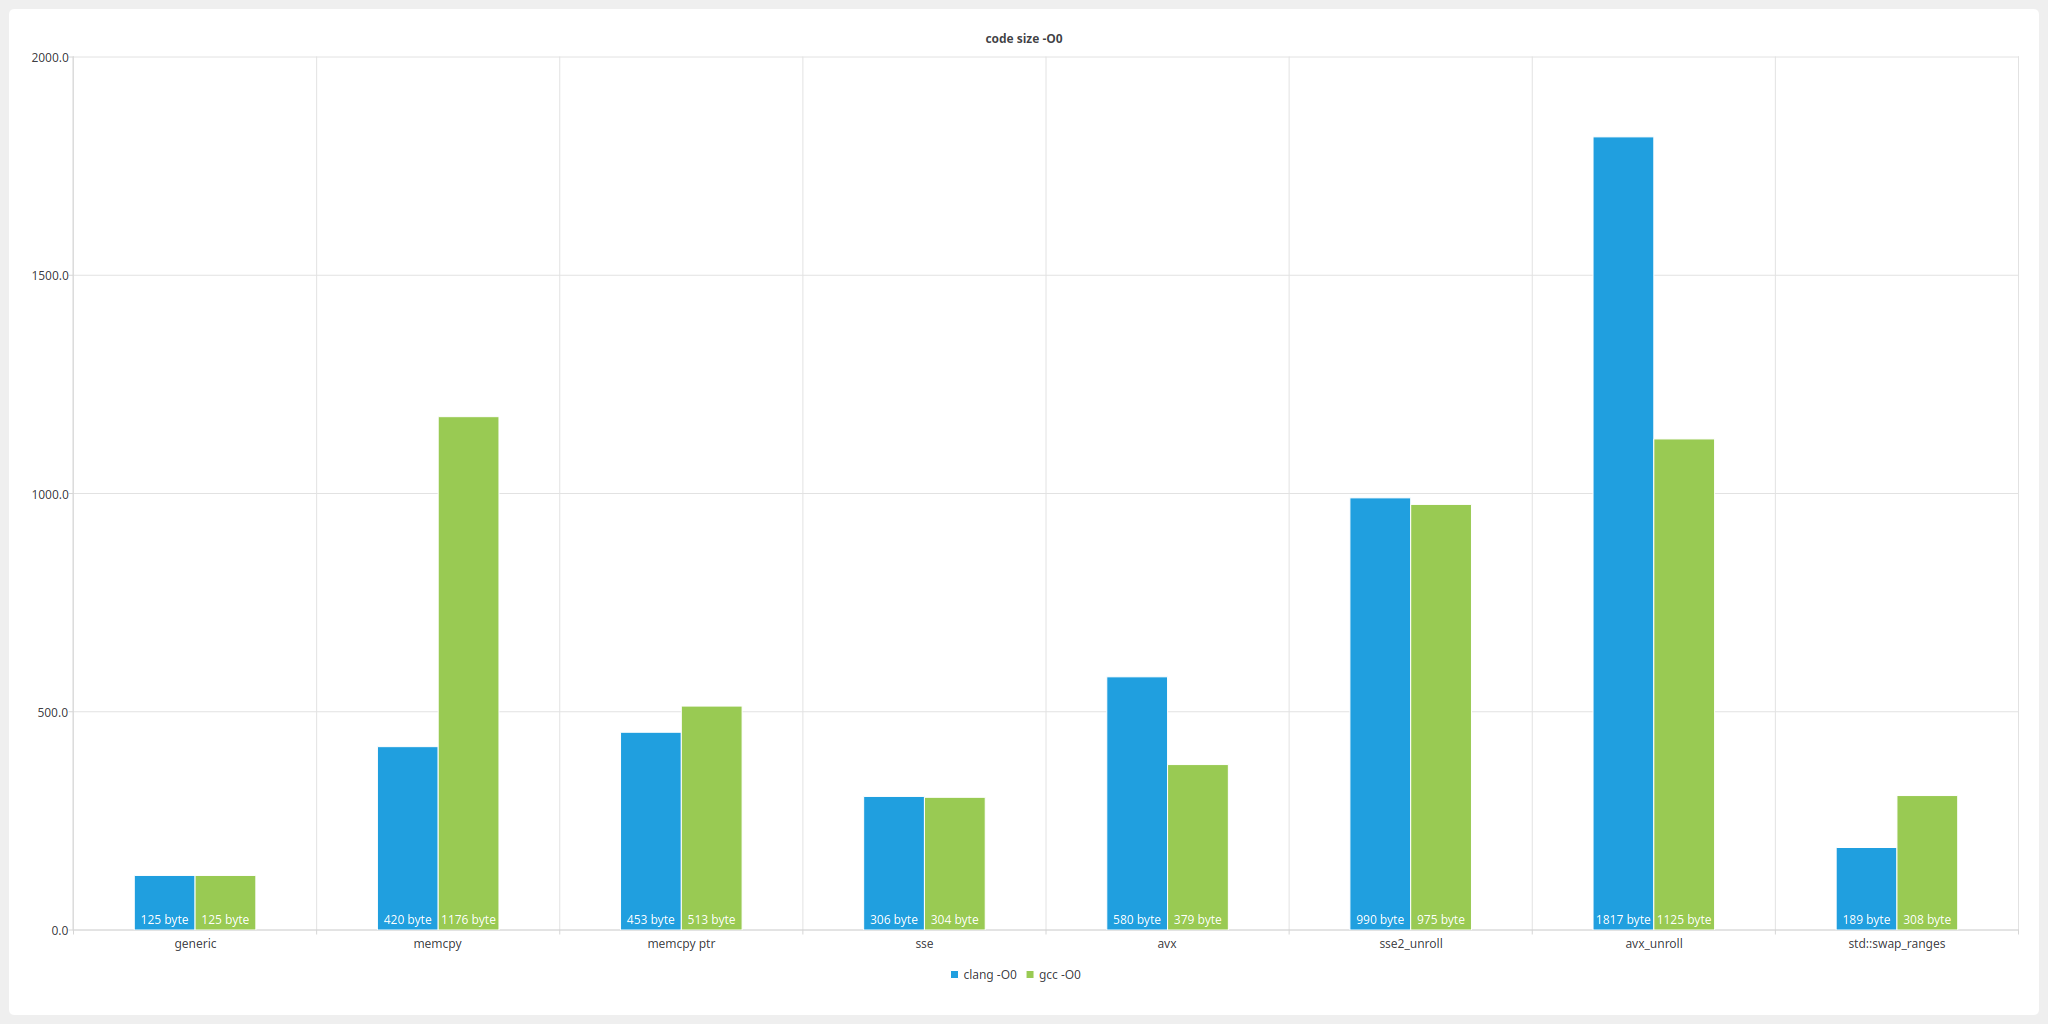 code size -O0
2000.0
1500.0
1000.0
500.0
0.0
125 byte 125 byte 420 byte 1176 byte 453 byte 513 byte 306 byte 304 byte 580 byte 379 byte 990 byte 975 byte 1817 byte 1125 byte 189 byte 308 byte
generic memcpy memcpy ptr sse avx sse2_unroll avx_unroll std::swap_ranges
clang -O0 gcc -O0